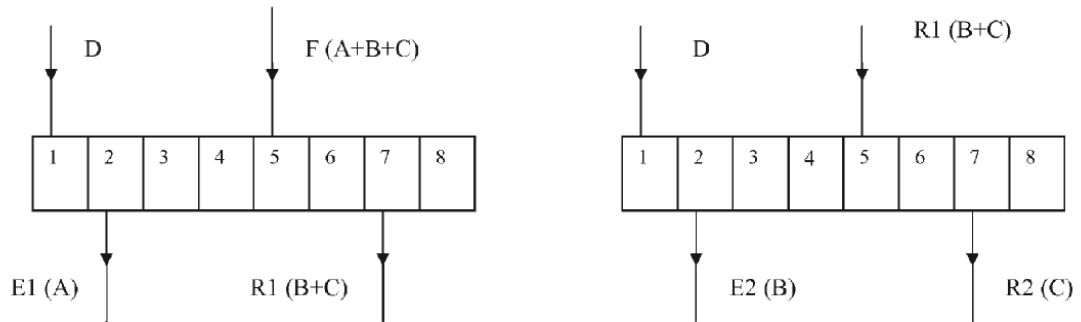 D
F (A+B+C)
1 2 3 4 5 6 7 8
E1 (A)
R1 (B+C)
D
R1 (B+C)
1 2 3 4 5 6 7 8
E2 (B)
R2 (C)